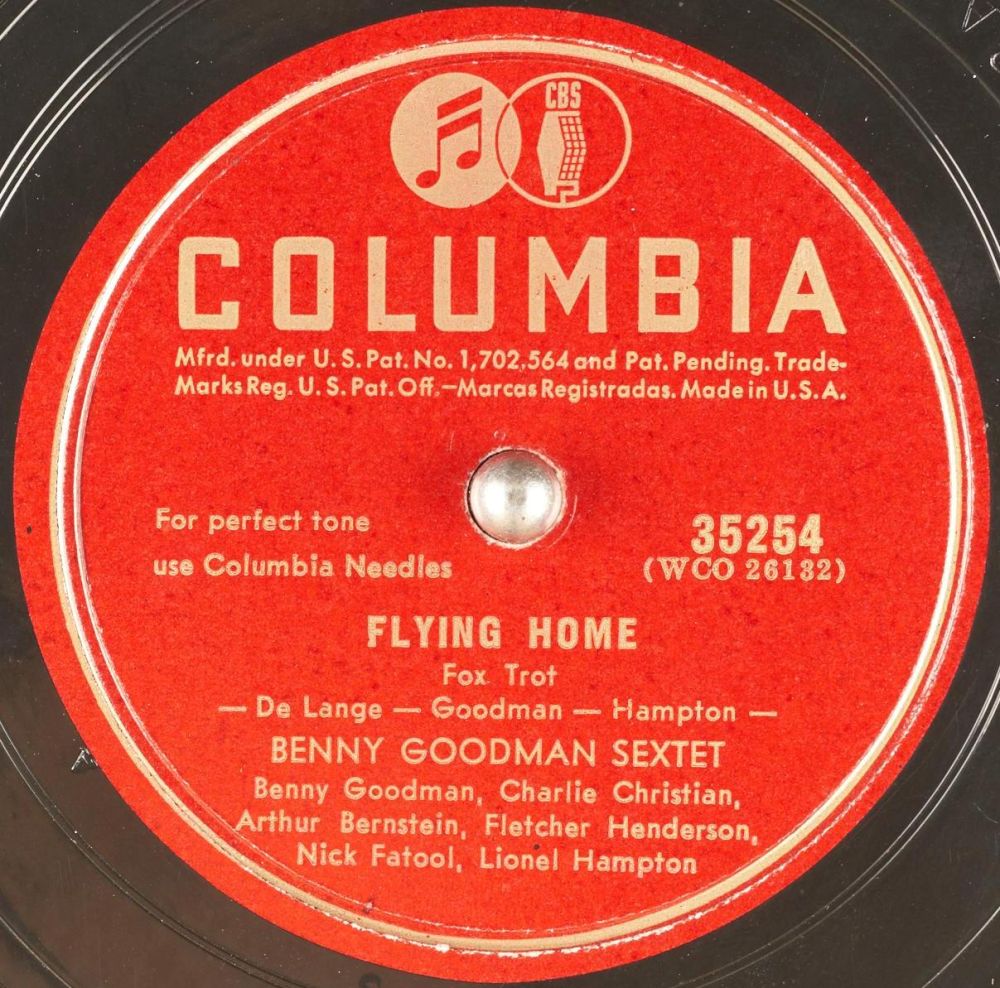 CBS
COLUMBIA
Mfrd. under U. S. Pat. No. 1,702,564 and Pat. Pending. Trade-
Marks Reg. U. S. Pat. Off.—Marcas Registradas. Made in U. S. A.
For perfect tone
use Columbia Needles
35254
(WCO 26132)
FLYING HOME
Fox Trot
— De Lange — Goodman — Hampton —
BENNY GOODMAN SEXTET
Benny Goodman, Charlie Christian,
Arthur Bernstein, Fletcher Henderson,
Nick Fatool, Lionel Hampton